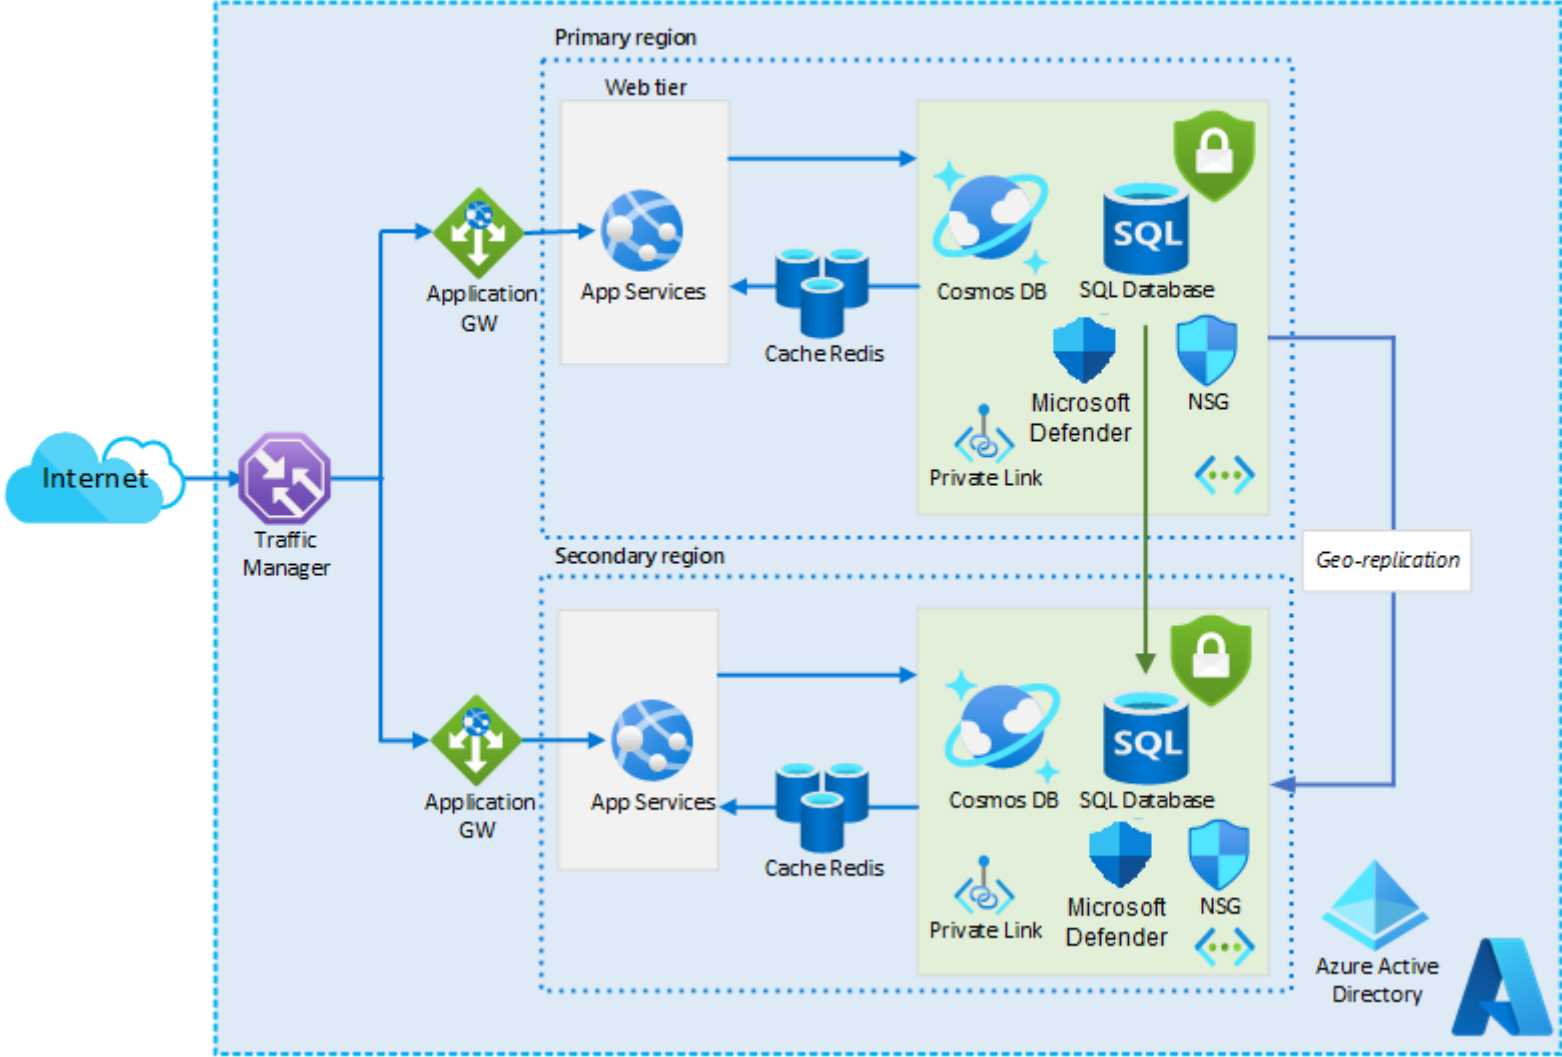 Primary region
Web tier
App Services
Application
GW
Cache Redis
Cosmos DB
SQL
SQL Database
Microsoft
Defender
NSG
Private Link
Internet
Traffic
Manager
Geo-replication
Secondary region
App Services
Application
GW
Cache Redis
Cosmos DB
SQL
SQL Database
Microsoft
Defender
NSG
Private Link
Azure Active
Directory